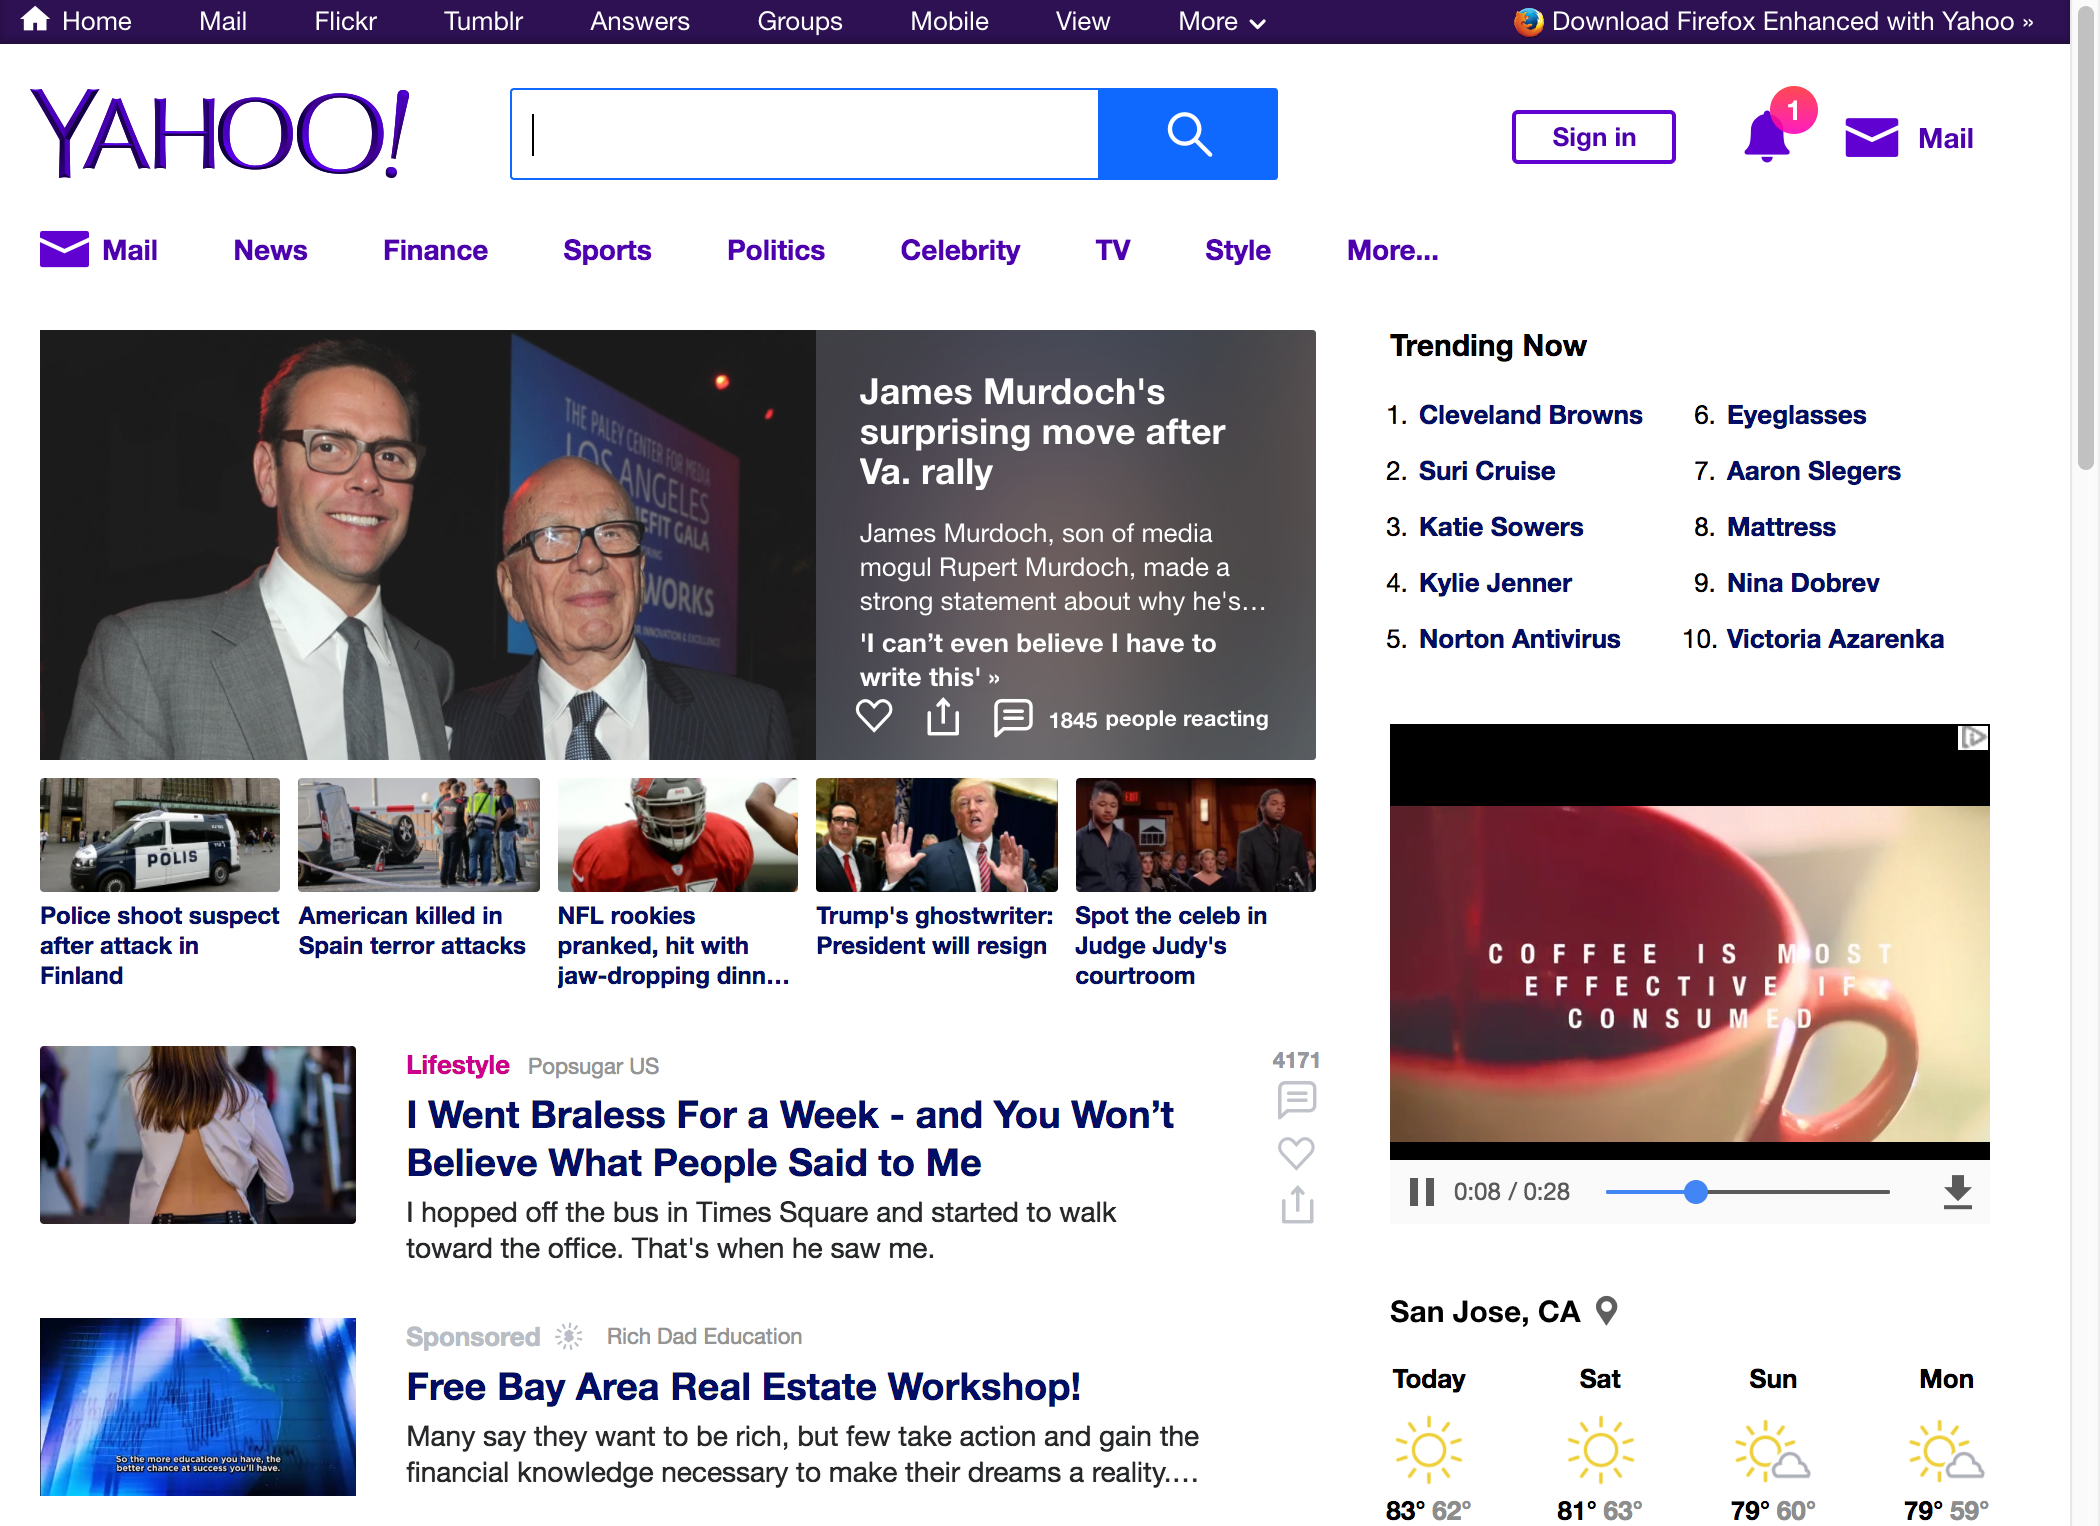 Home Mail Flickr Tumblr Answers Groups Mobile View More Download Firefox Enhanced with Yahoo »
YAHOO!
Sign in
1
Mail
Mail News Finance Sports Politics Celebrity TV Style More...
THE PALEY CENTER FOR MEDIA
LOS ANGELES
GALA
WORKS
James Murdoch's
surprising move after
Va. rally
James Murdoch, son of media
mogul Rupert Murdoch, made a
strong statement about why he's...
'I can’t even believe I have to
write this' »
1845 people reacting
POLIS
EXIT
Police shoot suspect
after attack in
Finland
American killed in
Spain terror attacks
NFL rookies
pranked, hit with
jaw-dropping dinn...
Trump's ghostwriter:
President will resign
Spot the celeb in
Judge Judy's
courtroom
Lifestyle Popsugar US
I Went Braless For a Week - and You Won’t
Believe What People Said to Me
I hopped off the bus in Times Square and started to walk
toward the office. That's when he saw me.
4171
So the more education you have, the
better chance at success you'll have.
Sponsored Rich Dad Education
Free Bay Area Real Estate Workshop!
Many say they want to be rich, but few take action and gain the
financial knowledge necessary to make their dreams a reality....
Trending Now
1. Cleveland Browns
2. Suri Cruise
3. Katie Sowers
4. Kylie Jenner
5. Norton Antivirus
6. Eyeglasses
7. Aaron Slegers
8. Mattress
9. Nina Dobrev
10. Victoria Azarenka
COFFEE IS MOST
EFFECTIVE IF
CONSUMED
0:08 / 0:28
San Jose, CA
Today Sat Sun Mon
83° 62° 81° 63° 79° 60° 79° 59°